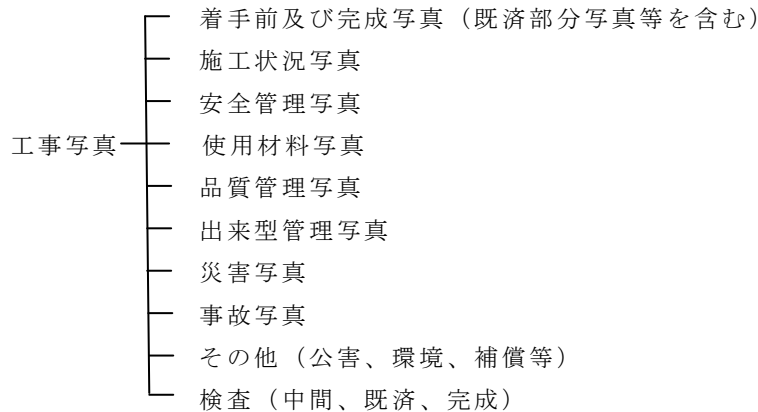 着手前及び完成写真（既済部分写真等を含む）
施工状況写真
安全管理写真
工事写真 使用材料写真
品質管理写真
出来型管理写真
災害写真
事故写真
その他（公害、環境、補償等）
検査（中間、既済、完成）